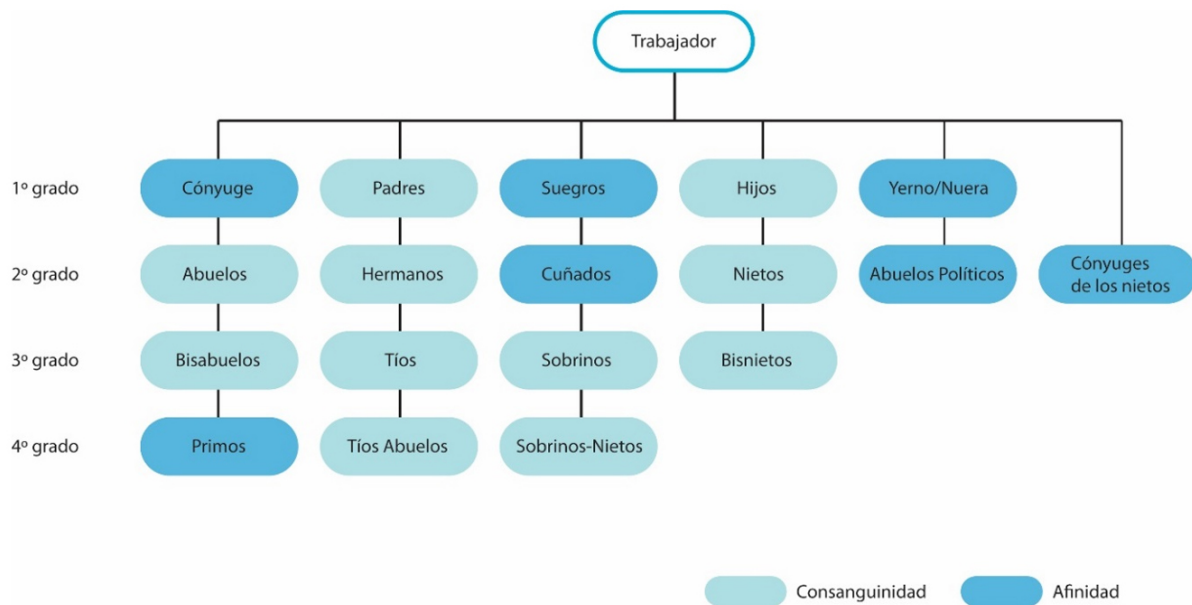 Trabajador
1º grado
Cónyuge
Padres
Suegros
Hijos
Yerno/Nuera
2º grado
Abuelos
Hermanos
Cuñados
Nietos
Abuelos Políticos
Cónyuges
de los nietos
3º grado
Bisabuelos
Tíos
Sobrinos
Bisnietos
4º grado
Primos
Tíos Abuelos
Sobrinos-Nietos
Consanguinidad
Afinidad